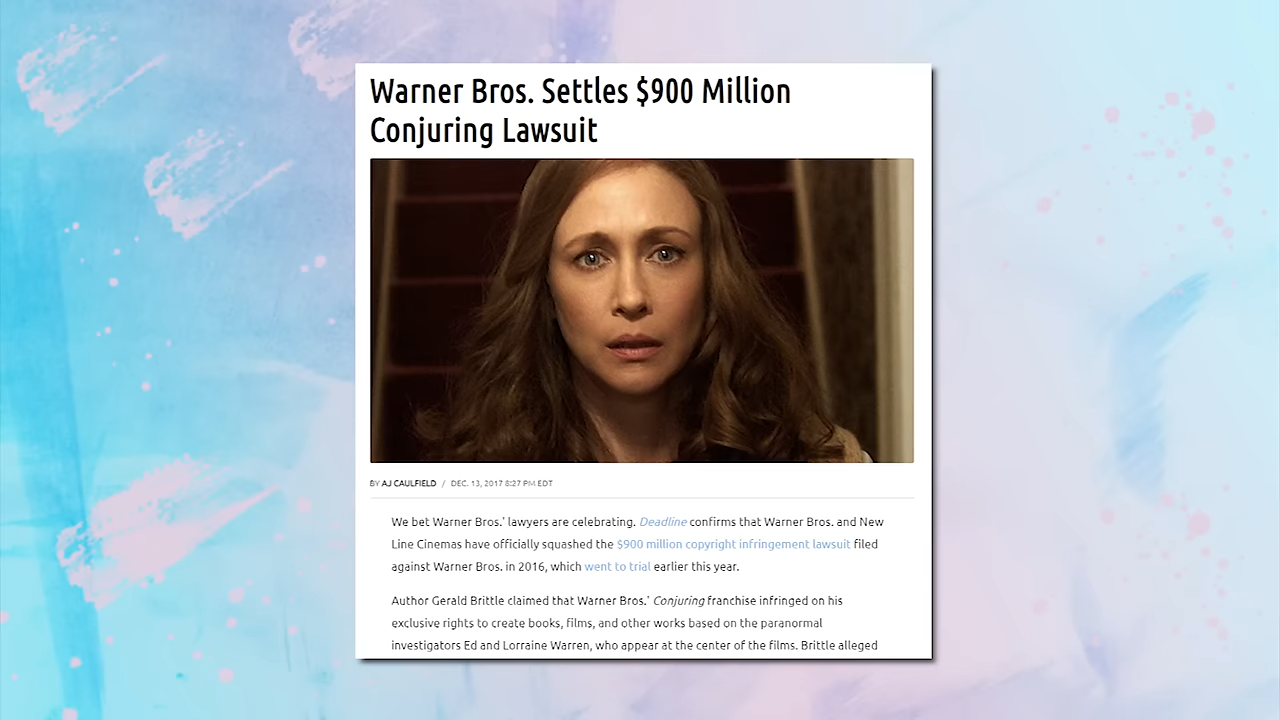 Warner Bros. Settles $900 Million
Conjuring Lawsuit
BY AJ CAULFIELD / DEC. 13, 2017 8:27 PM EDT
We bet Warner Bros.' lawyers are celebrating. Deadline confirms that Warner Bros. and New
Line Cinemas have officially squashed the $900 million copyright infringement lawsuit filed
against Warner Bros. in 2016, which went to trial earlier this year.
Author Gerald Brittle claimed that Warner Bros.' Conjuring franchise infringed on his
exclusive rights to create books, films, and other works based on the paranormal
investigators Ed and Lorraine Warren, who appear at the center of the films. Brittle alleged